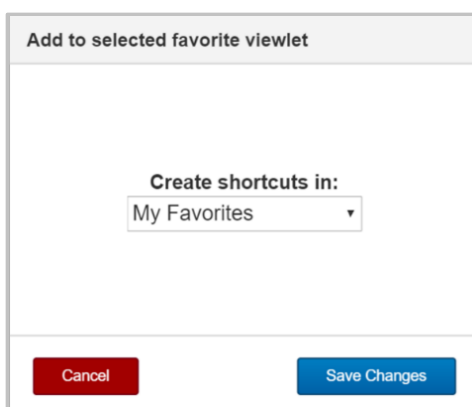 Add to selected favorite viewlet
Create shortcuts in:
My Favorites
Cancel Save Changes